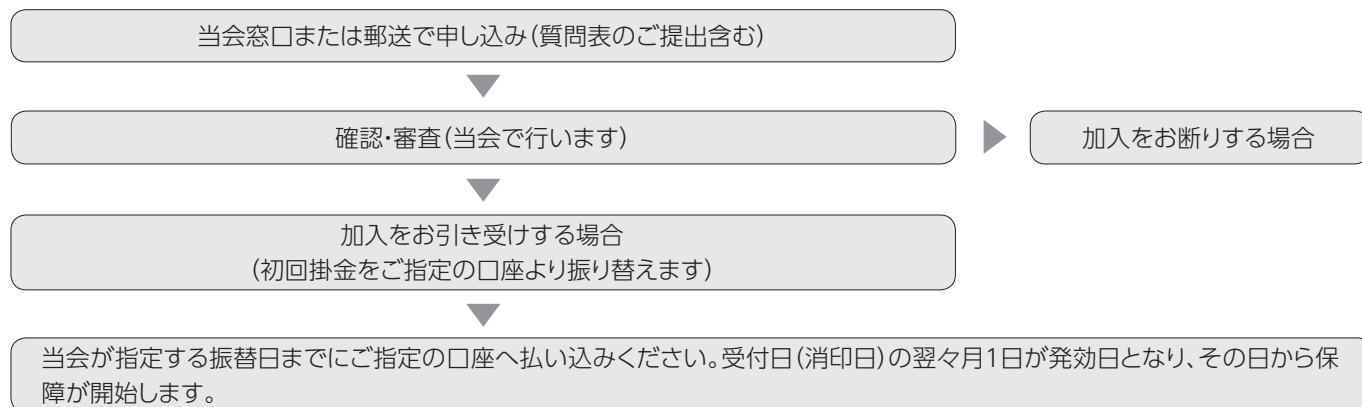 当会窓口または郵送で申し込み(質問表のご提出含む)
確認・審査(当会で行います)
加入をお断りする場合
加入をお引き受けする場合
(初回掛金をご指定の口座より振り替えます)
当会が指定する振替日までにご指定の口座へ払い込みください。受付日(消印日)の翌々月1日が発効日となり、その日から保
障が開始します。